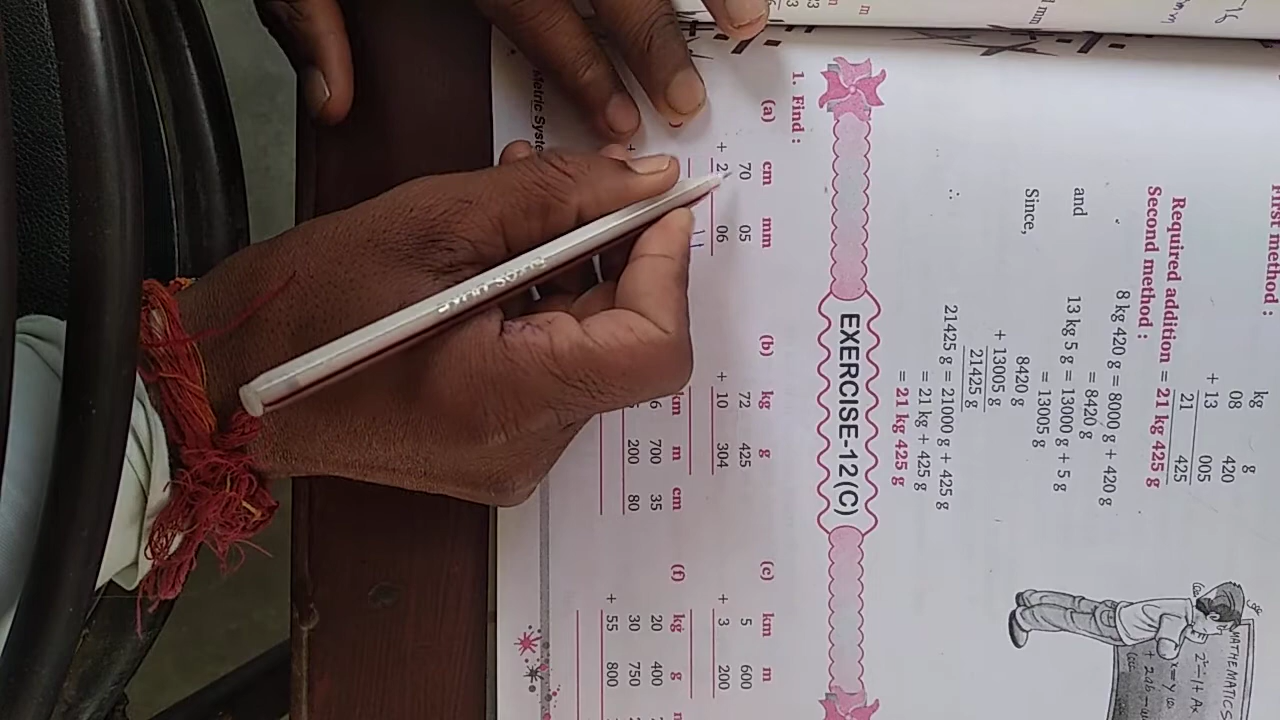 First method :
kg g
08 420
+ 13 005
21 425
Required addition = 21 kg 425 g
Second method :
8 kg 420 g = 8000 g + 420 g
= 8420 g
and 13 kg 5 g = 13000 g + 5 g
= 13005 g
Since, 8420 g
+ 13005 g
21425 g
∴ 21425 g = 21000 g + 425 g
= 21 kg + 425 g
= 21 kg 425 g
MATHEMATICS
EXERCISE-12(C)
1. Find :
(a) cm mm (b) kg g (c) km m
70 05 72 425 5 600
+ 2 06 + 10 304 + 3 200
11
km m cm (f) kg g
6 700 35 20 400
200 80 30 750
+ 55 800
Metric Syste